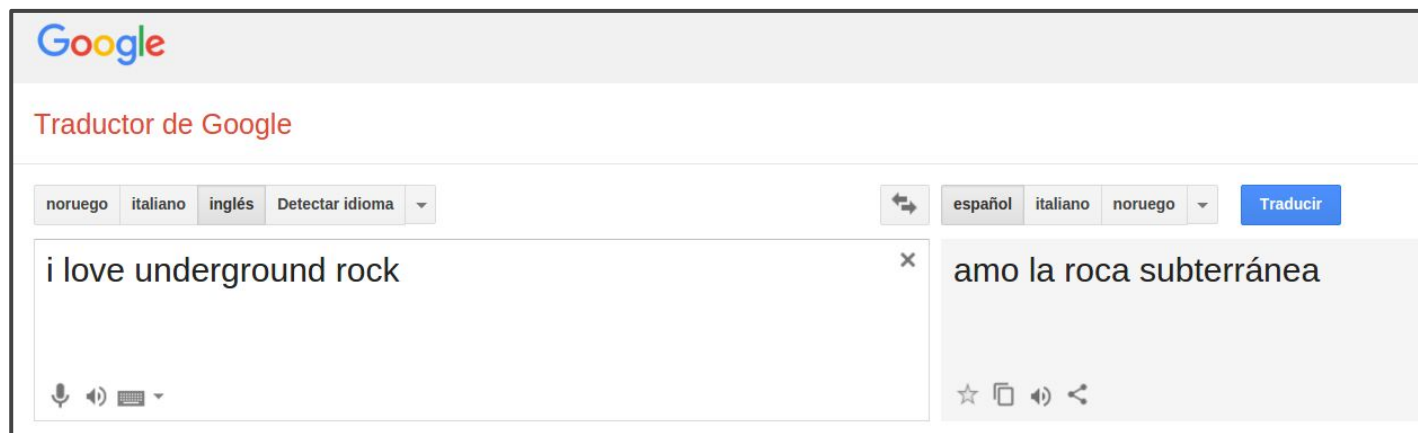 Google
Traductor de Google
noruego italiano inglés Detectar idioma español italiano noruego Traducir
i love underground rock amo la roca subterránea